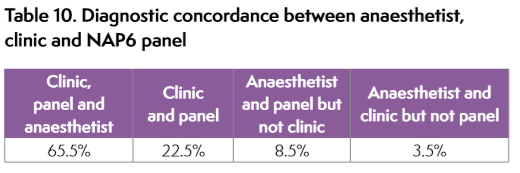 Table 10. Diagnostic concordance between anaesthetist,
clinic and NAP6 panel
Clinic,
panel and
anaesthetist
Clinic
and panel
Anaesthetist
and panel but
not clinic
Anaesthetist and
clinic but not panel
65.5%
22.5%
8.5%
3.5%